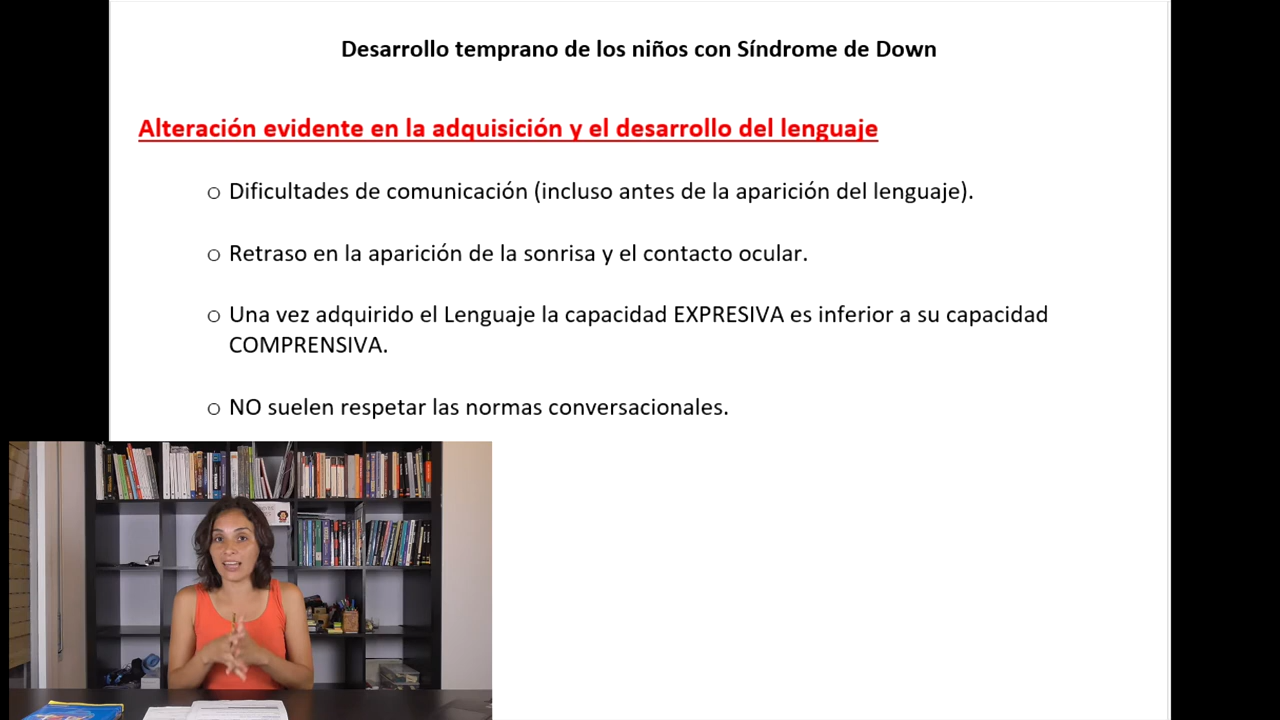 Desarrollo temprano de los niños con Síndrome de Down
Alteración evidente en la adquisición y el desarrollo del lenguaje
o Dificultades de comunicación (incluso antes de la aparición del lenguaje).
o Retraso en la aparición de la sonrisa y el contacto ocular.
o Una vez adquirido el Lenguaje la capacidad EXPRESIVA es inferior a su capacidad
COMPRENSIVA.
o NO suelen respetar las normas conversacionales.